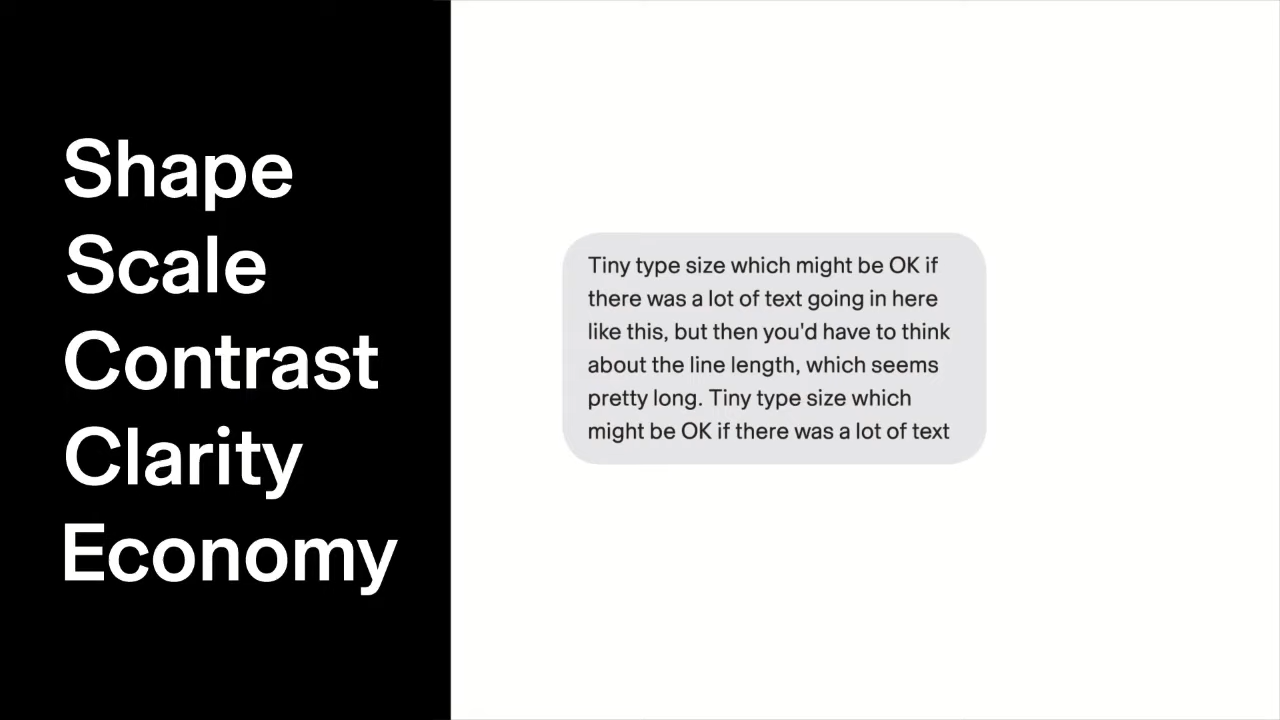 Shape
Scale
Contrast
Clarity
Economy
Tiny type size which might be OK if
there was a lot of text going in here
like this, but then you'd have to think
about the line length, which seems
pretty long. Tiny type size which
might be OK if there was a lot of text